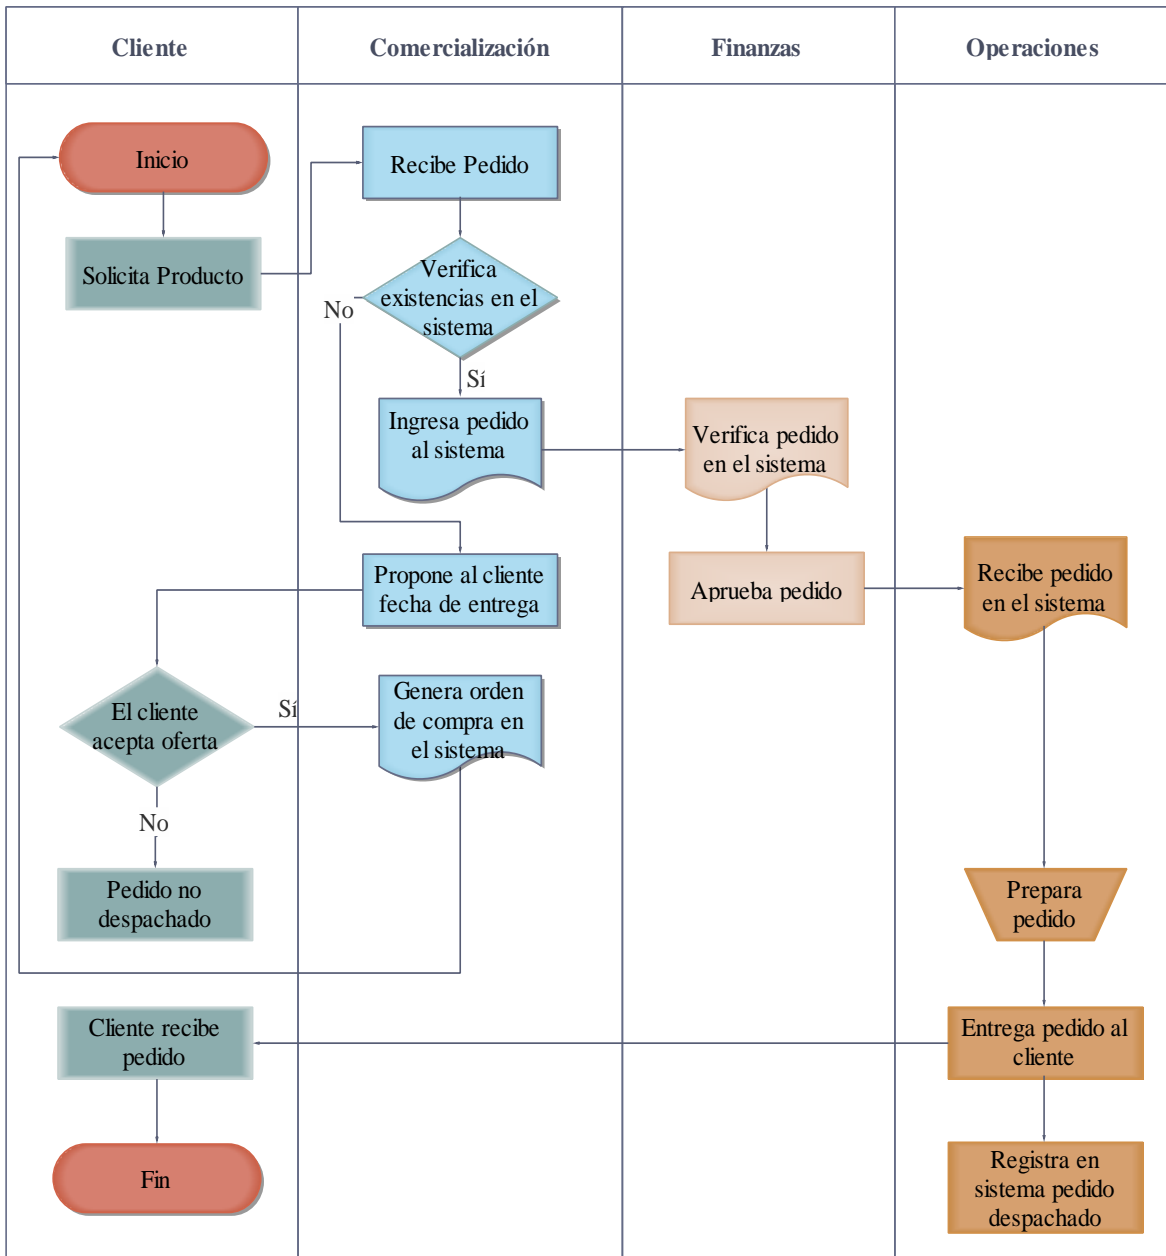 Cliente
Comercialización
Finanzas
Operaciones
Inicio
Recibe Pedido
Solicita Producto
Verifica
existencias en el
sistema
No
Sí
Ingresa pedido
al sistema
Verifica pedido
en el sistema
Propone al cliente
fecha de entrega
Aprueba pedido
Recibe pedido
en el sistema
El cliente
acepta oferta
Sí
Genera orden
de compra en
el sistema
No
Pedido no
despachado
Prepara
pedido
Cliente recibe
pedido
Entrega pedido al
cliente
Fin
Registra en
sistema pedido
despachado